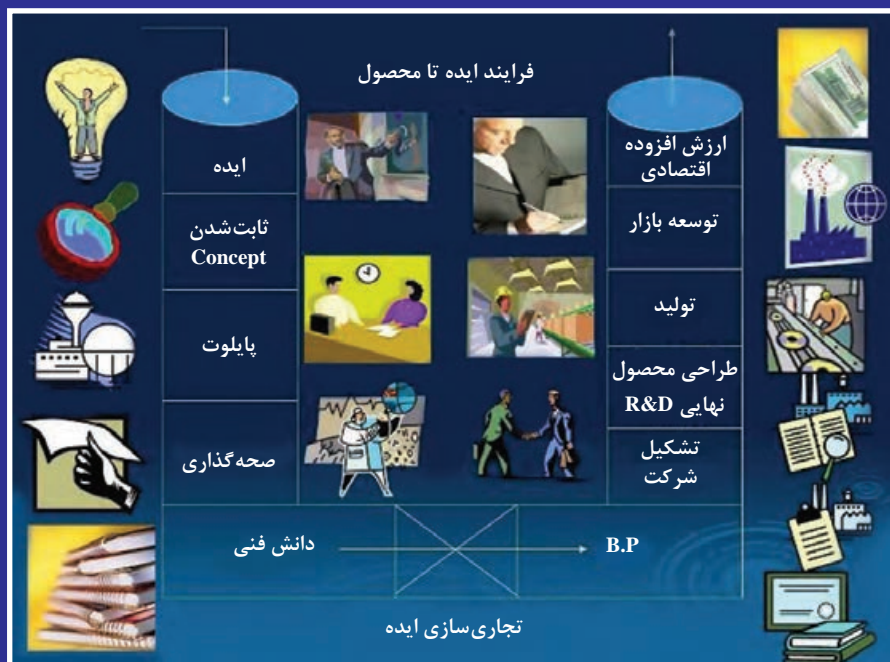 فرایند ایده تا محصول
ایده
ثابت‌شدن
Concept
پایلوت
صحه‌گذاری
دانش فنی
B.P
تشکیل
شرکت
طراحی محصول
نهایی R&D
تولید
توسعه بازار
ارزش افزوده
اقتصادی
تجاری‌سازی ایده